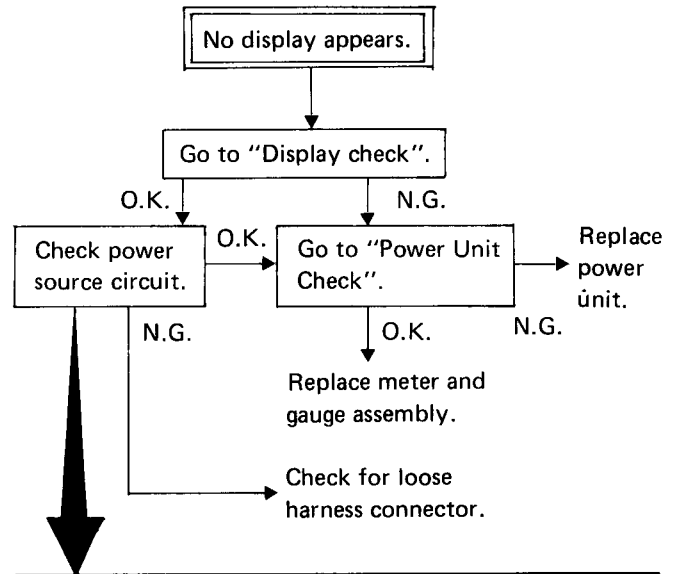 No display appears.
Go to "Display check".
O.K.
N.G.
Check power
source circuit.
O.K.
Go to "Power Unit
Check".
Replace
power
unit.
N.G.
O.K.
N.G.
Replace meter and
gauge assembly.
Check for loose
harness connector.